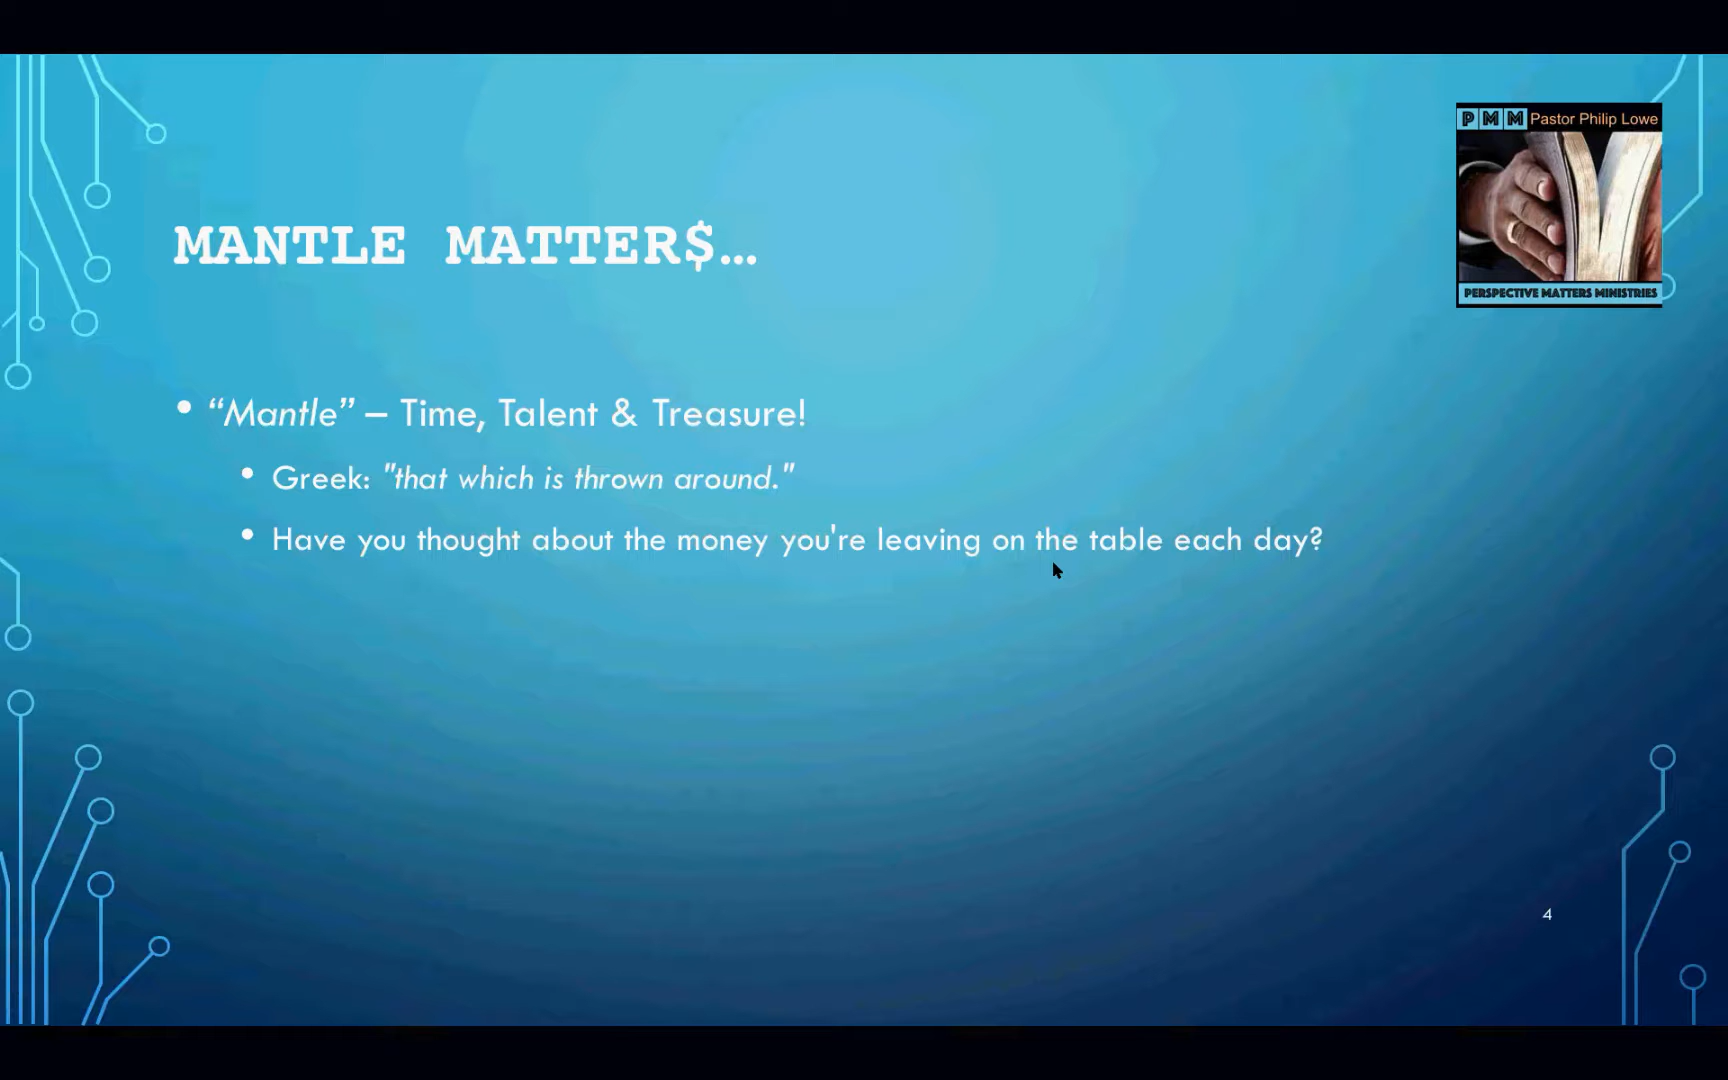 PMM Pastor Philip Lowe
PERSPECTIVE MATTERS MINISTRIES
MANTLE MATTER$...
• “Mantle” – Time, Talent & Treasure!
• Greek: "that which is thrown around."
• Have you thought about the money you're leaving on the table each day?
4